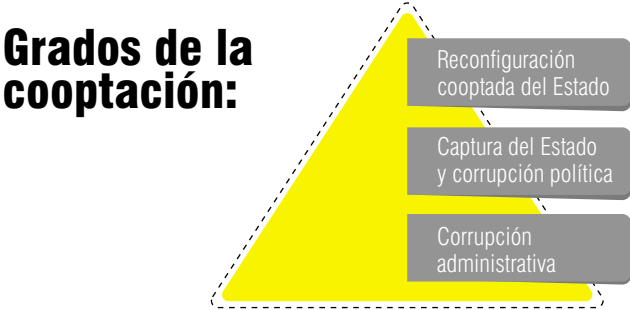 Grados de la
cooptación:
Reconfiguración
cooptada del Estado
Captura del Estado
y corrupción política
Corrupción
administrativa